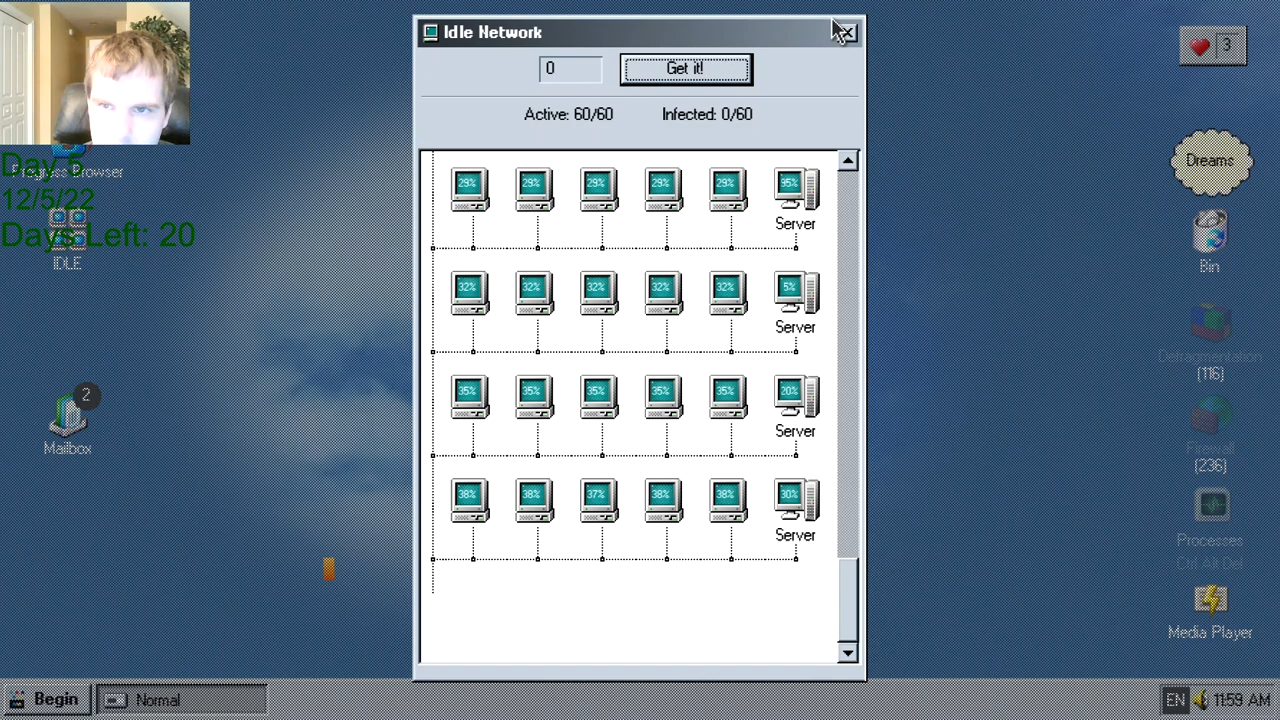 Idle Network
3
0
Get it!
Active: 60/60
Infected: 0/60
Dreams
Day 5
Progress Browser
12/5/22
Days Left: 20
IDLE
Bin
29% 29% 29% 29% 29% 95%
Server
32% 32% 32% 32% 32% 5%
Server
Defragmentation
(116)
35% 35% 35% 35% 35% 20%
Server
2
Mailbox
(236)
38% 38% 37% 38% 38% 30%
Server
Processes
Ctrl Alt Del
Media Player
Begin
Normal
EN
11:59 AM